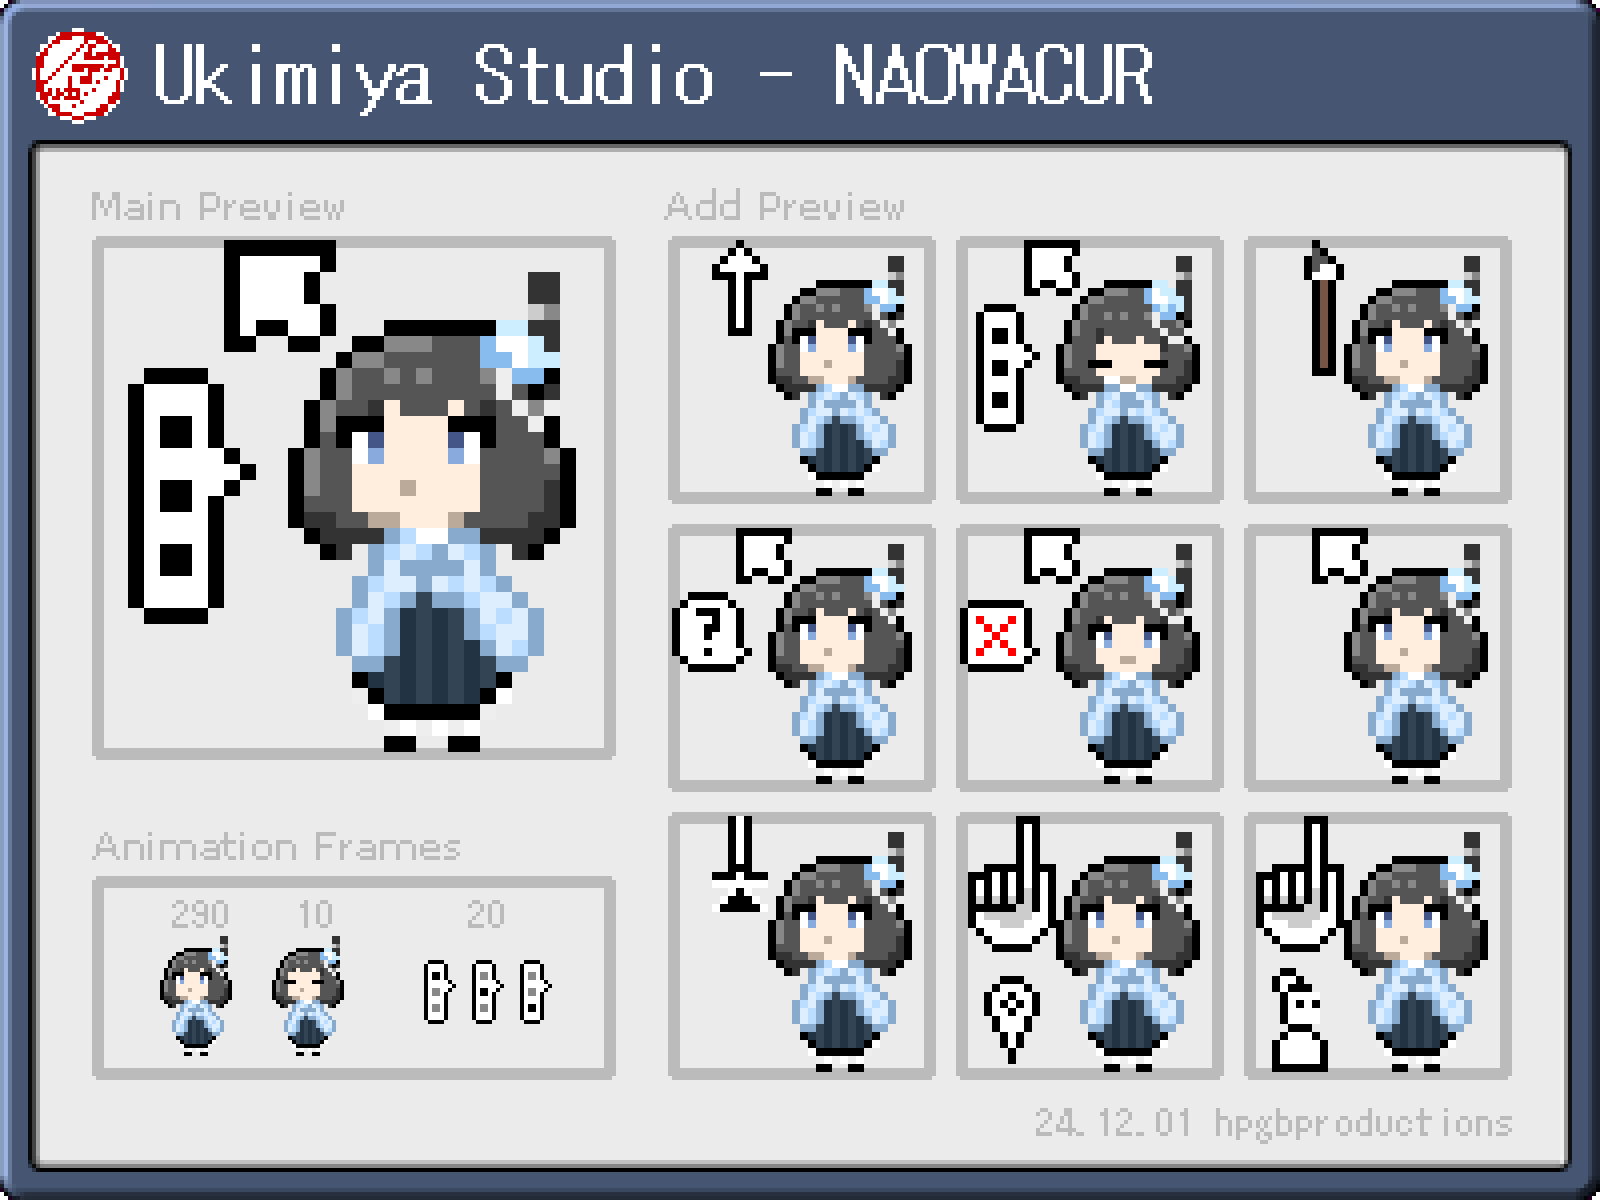 Ukimiya Studio - NAOWACUR
Main Preview
Add Preview
?
Animation Frames
290 10 20
24.12.01 hpgbproductions